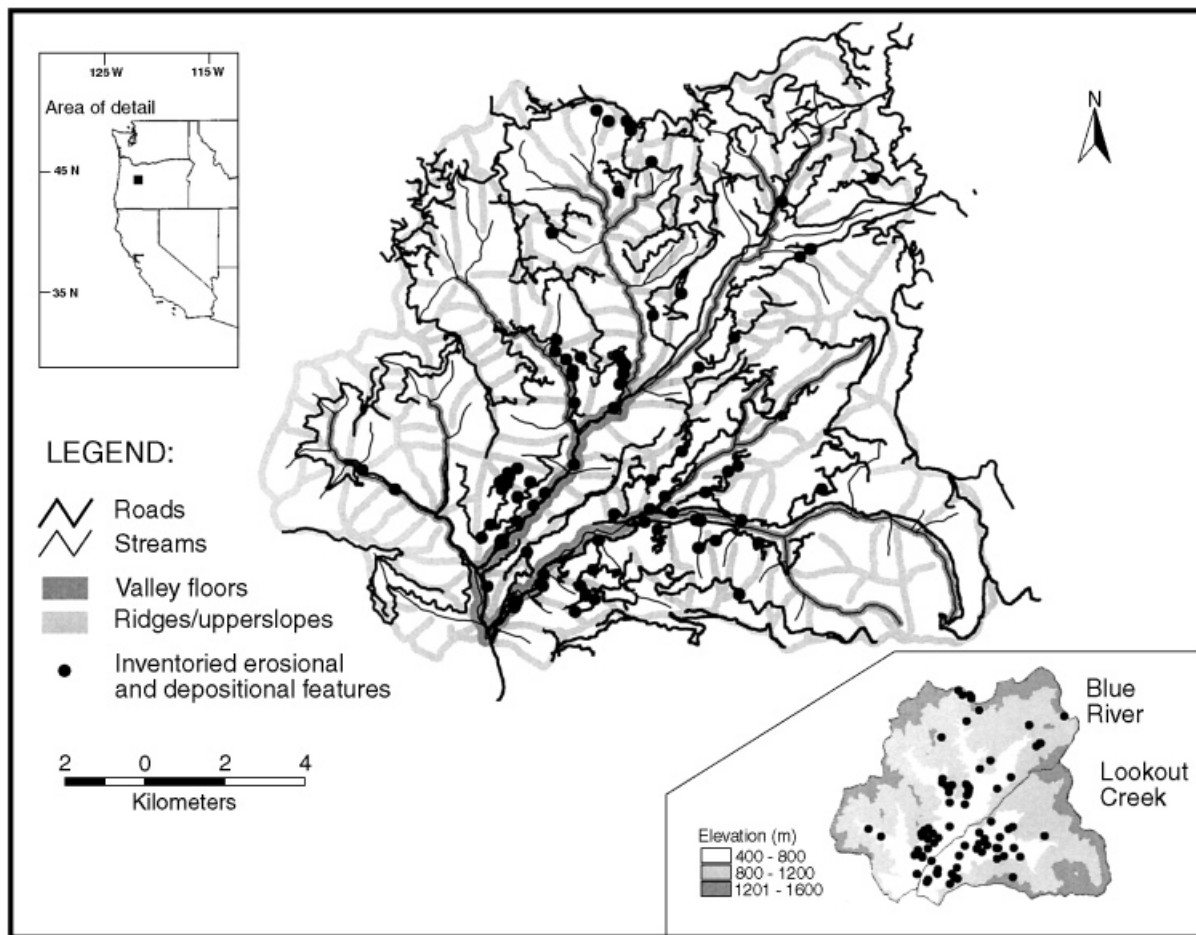 125 W 115 W
Area of detail
45 N
35 N
N
LEGEND:
Roads
Streams
Valley floors
Ridges/upperslopes
Inventoried erosional
and depositional features
2 0 2 4
Kilometers
Blue
River
Lookout
Creek
Elevation (m)
400 - 800
800 - 1200
1201 - 1600